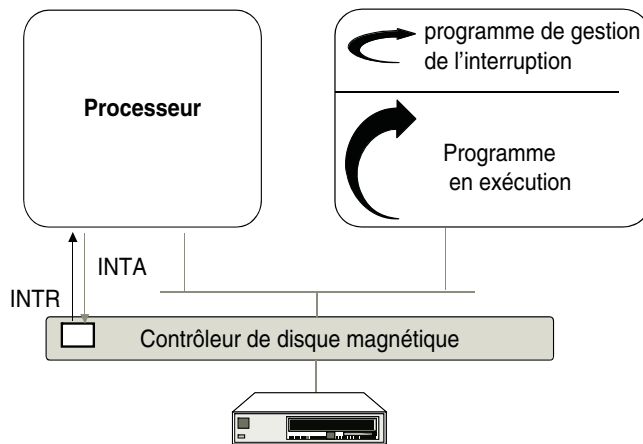 Processeur
programme de gestion
de l'interruption
Programme
en exécution
INTA
INTR
Contrôleur de disque magnétique